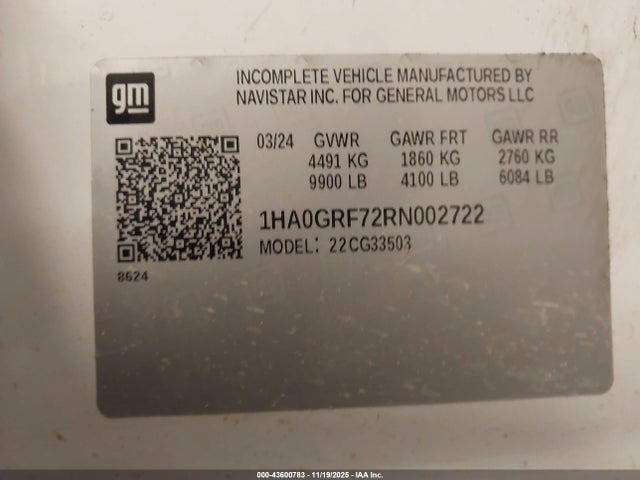 gm
INCOMPLETE VEHICLE MANUFACTURED BY
NAVISTAR INC. FOR GENERAL MOTORS LLC
03/24 GVWR GAWR FRT GAWR RR
4491 KG 1860 KG 2760 KG
9900 LB 4100 LB 6084 LB
1HA0GRF72RN002722
MODEL: 22CG33503
8624
000-43600783 - 11/19/2025 - IAA Inc.